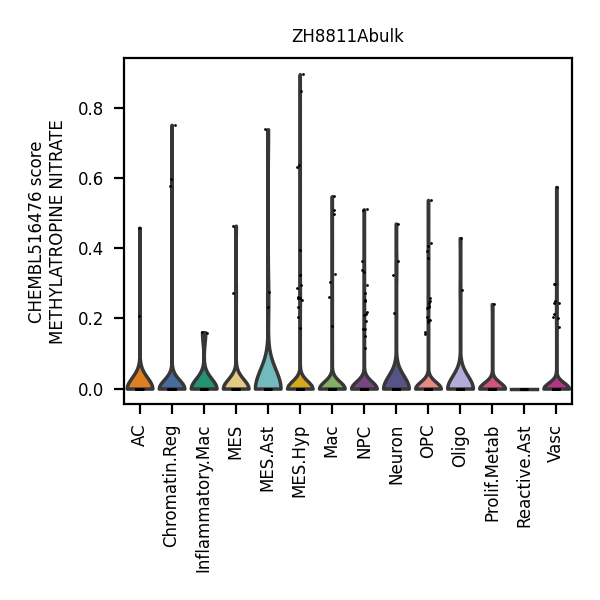 ZH8811Abulk
CHEMBL516476 score
METHYLATROPINE NITRATE
0.8
0.6
0.4
0.2
0.0
AC
Chromatin.Reg
Inflammatory.Mac
MES
MES.Ast
MES.Hyp
Mac
NPC
Neuron
OPC
Oligo
Prolif.Metab
Reactive.Ast
Vasc